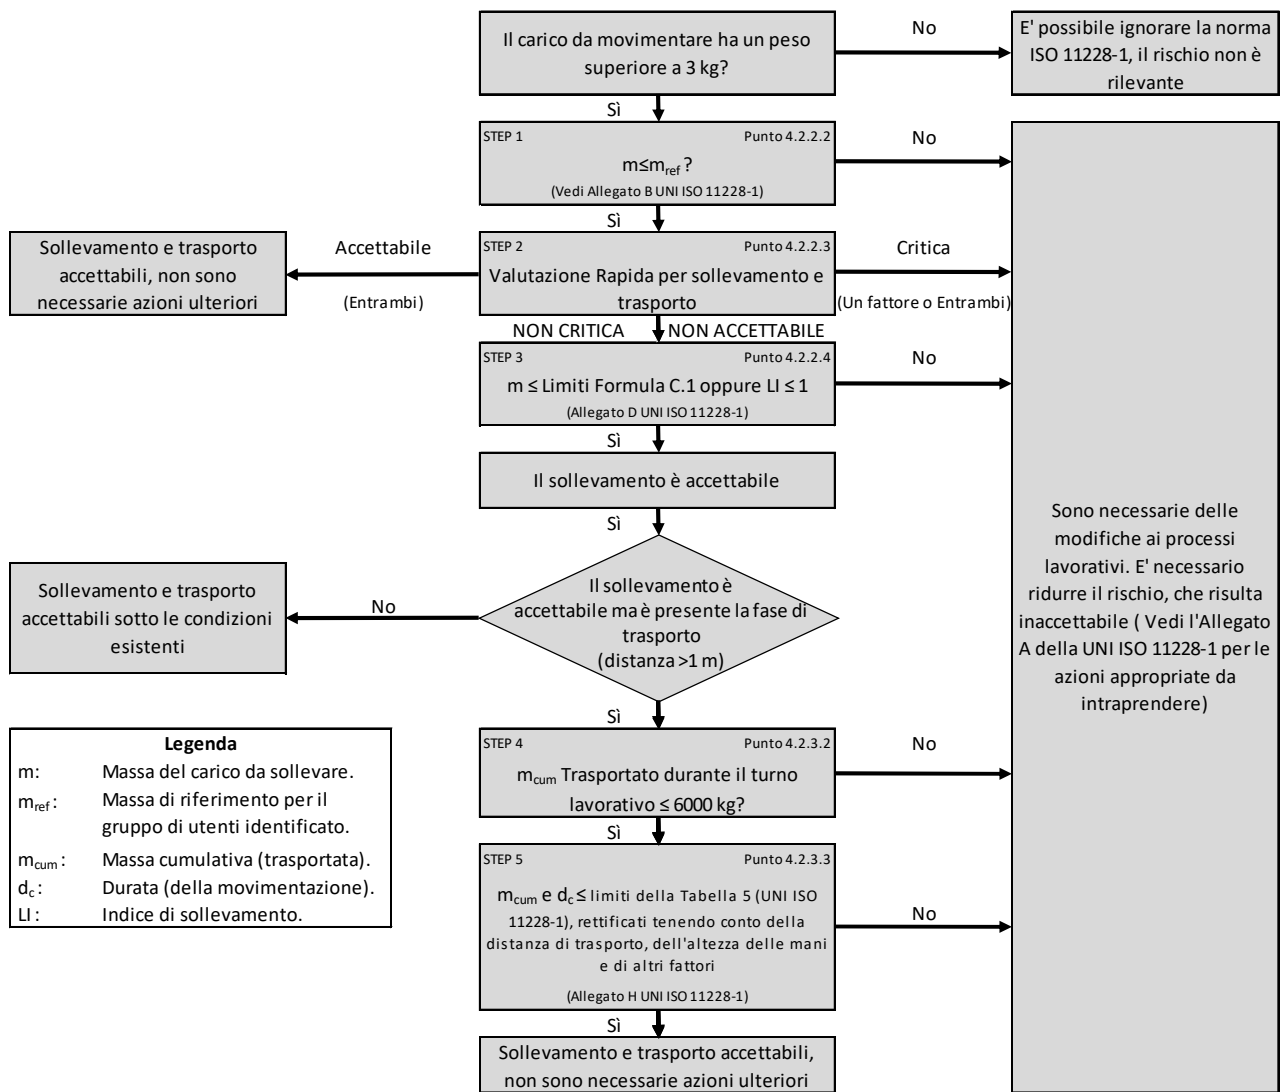 Il carico da movimentare ha un peso
superiore a 3 kg?
No
E' possibile ignorare la norma
ISO 11228-1, il rischio non è
rilevante
Sì
STEP 1 Punto 4.2.2.2
m≤mref ?
(Vedi Allegato B UNI ISO 11228-1)
No
Sì
Sollevamento e trasporto
accettabili, non sono
necessarie azioni ulteriori
Accettabile
(Entrambi)
STEP 2 Punto 4.2.2.3
Valutazione Rapida per sollevamento e
trasporto
Critica
(Un fattore o Entrambi)
NON CRITICA NON ACCETTABILE
STEP 3 Punto 4.2.2.4
m ≤ Limiti Formula C.1 oppure LI ≤ 1
(Allegato D UNI ISO 11228-1)
No
Sì
Il sollevamento è accettabile
Sì
Sono necessarie delle
modifiche ai processi
lavorativi. E' necessario
ridurre il rischio, che risulta
inaccettabile ( Vedi l'Allegato
A della UNI ISO 11228-1 per le
azioni appropriate da
intraprendere)
Il sollevamento è
accettabile ma è presente la fase di
trasporto
(distanza >1 m)
No
Sollevamento e trasporto
accettabili sotto le condizioni
esistenti
Sì
STEP 4 Punto 4.2.3.2
mcum Trasportato durante il turno
lavorativo ≤ 6000 kg?
No
Sì
Legenda
m: Massa del carico da sollevare.
mref : Massa di riferimento per il
gruppo di utenti identificato.
mcum : Massa cumulativa (trasportata).
dc : Durata (della movimentazione).
LI : Indice di sollevamento.
STEP 5 Punto 4.2.3.3
mcum e dc ≤ limiti della Tabella 5 (UNI ISO
11228-1), rettificati tenendo conto della
distanza di trasporto, dell'altezza delle mani
e di altri fattori
(Allegato H UNI ISO 11228-1)
No
Sì
Sollevamento e trasporto accettabili,
non sono necessarie azioni ulteriori